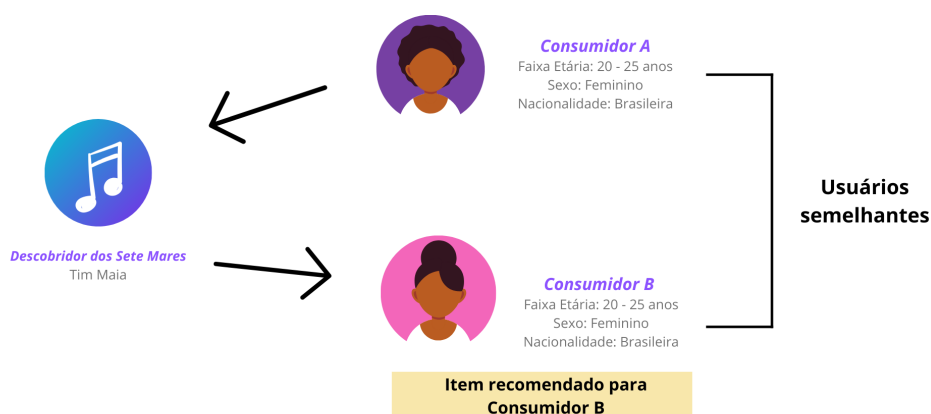 Consumidor A
Faixa Etária: 20 - 25 anos
Sexo: Feminino
Nacionalidade: Brasileira
Usuários
semelhantes
Descobridor dos Sete Mares
Tim Maia
Consumidor B
Faixa Etária: 20 - 25 anos
Sexo: Feminino
Nacionalidade: Brasileira
Item recomendado para
Consumidor B